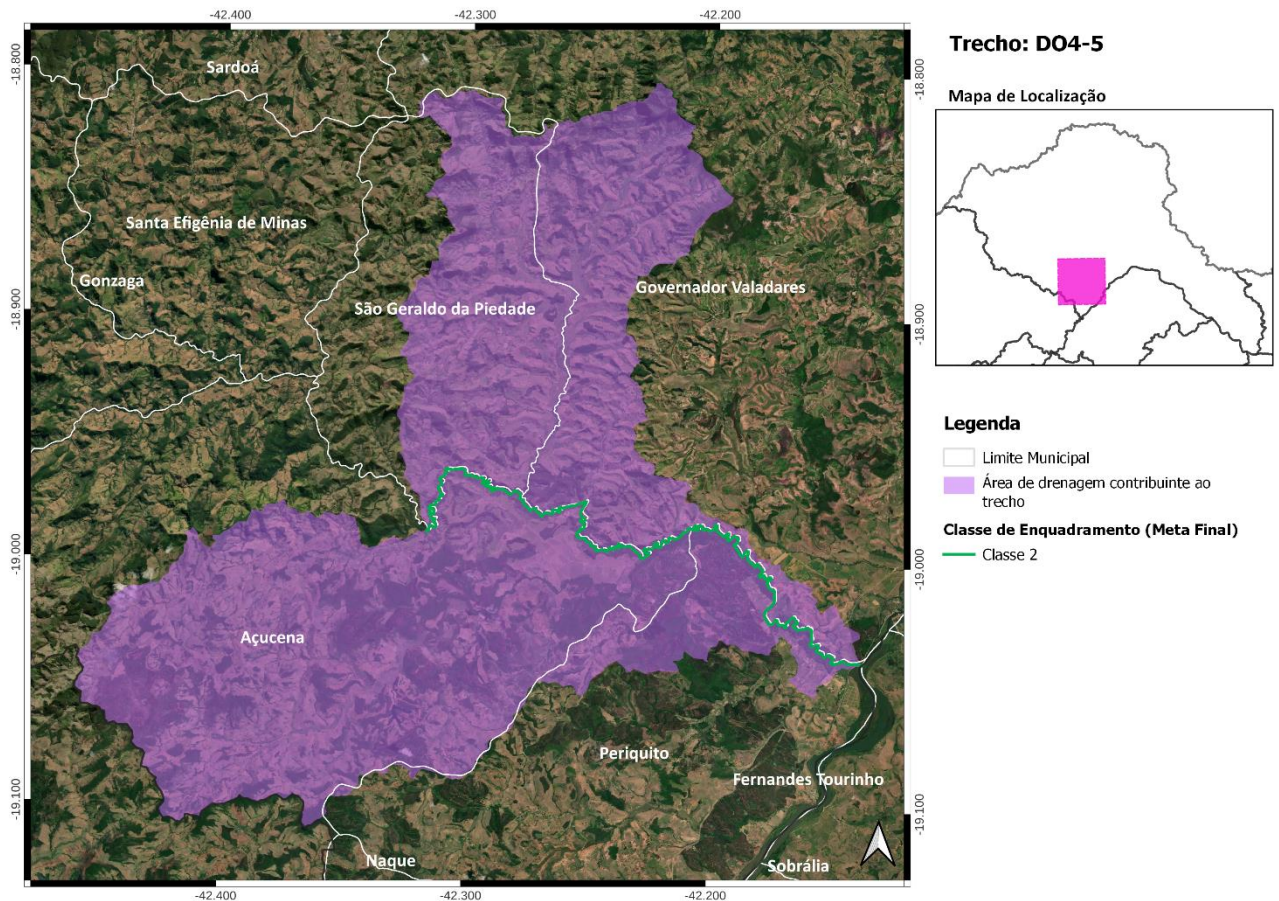 -42.400
-42.300
-42.200
Trecho: DO4-5
-18.800
-18.800
Sardoá
Mapa de Localização
Santa Efigênia de Minas
Gonzaga
São Geraldo da Piedade
Governador Valadares
-18.900
-18.900
Legenda
Limite Municipal
Área de drenagem contribuinte ao
trecho
Classe de Enquadramento (Meta Final)
Classe 2
-19.000
-19.000
Açucena
Periquito
Fernandes Tourinho
-19.100
-19.100
Naque
Sobrália
-42.400
-42.300
-42.200